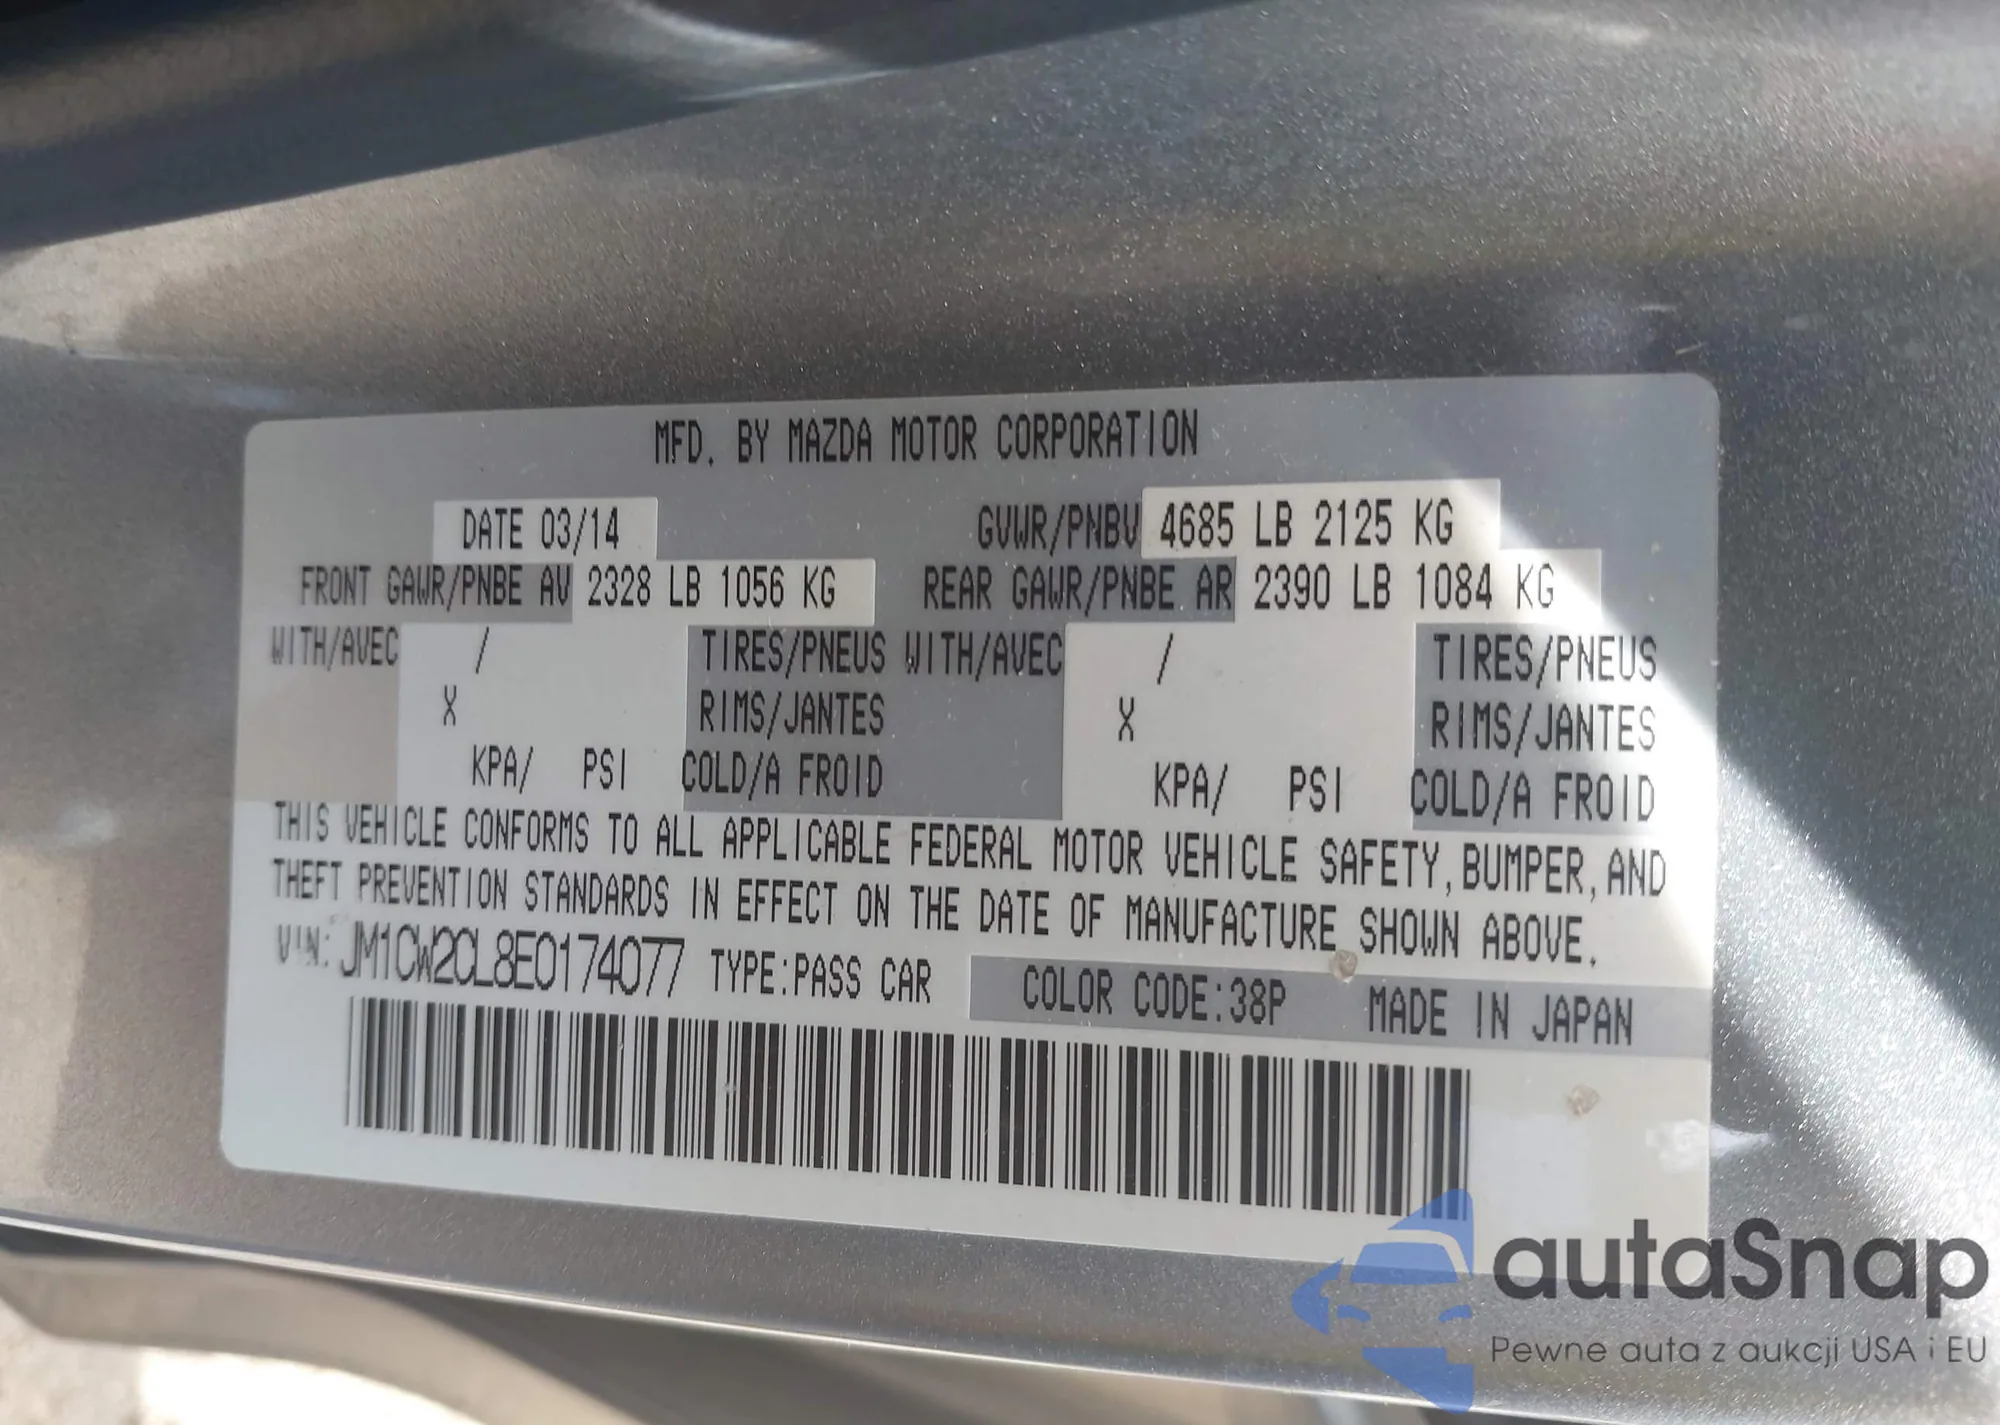 MFD. BY MAZDA MOTOR CORPORATION
DATE 03/14 GVWR/PNBV 4685 LB 2125 KG
FRONT GAWR/PNBE AV 2328 LB 1056 KG REAR GAWR/PNBE AR 2390 LB 1084 KG
WITH/AVEC / TIRES/PNEUS WITH/AVEC / TIRES/PNEUS
X RIMS/JANTES X RIMS/JANTES
KPA/ PSI COLD/A FROID KPA/ PSI COLD/A FROID
THIS VEHICLE CONFORMS TO ALL APPLICABLE FEDERAL MOTOR VEHICLE SAFETY, BUMPER, AND
THEFT PREVENTION STANDARDS IN EFFECT ON THE DATE OF MANUFACTURE SHOWN ABOVE.
VIN: JM1CW2CL8E0174077 TYPE:PASS CAR COLOR CODE:38P MADE IN JAPAN
autaSnap
Pewne auta z aukcji USA i EU